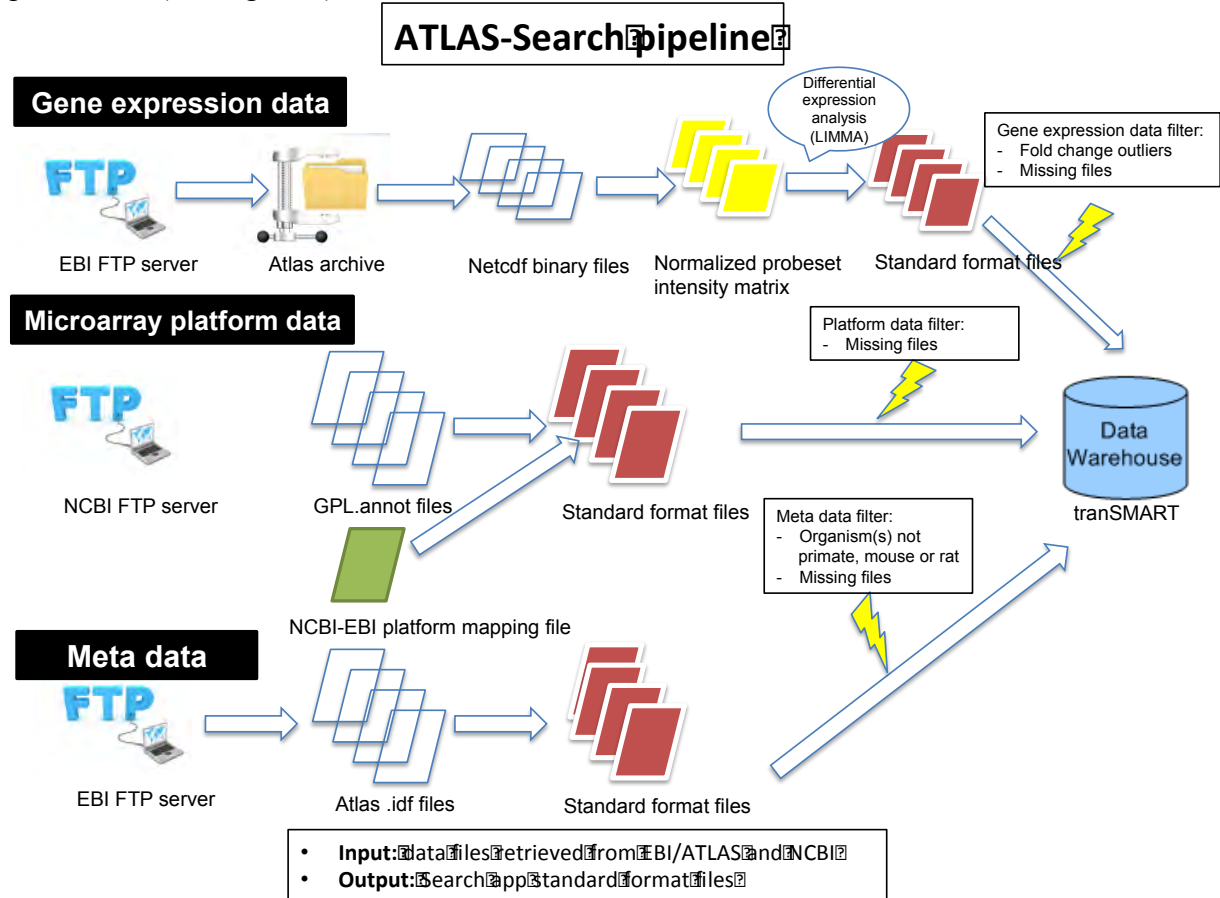 ATLAS-Search pipeline
Gene expression data
Differential
expression
analysis
(LIMMA)
Gene expression data filter:
- Fold change outliers
- Missing files
FTP
EBI FTP server
Atlas archive
Netcdf binary files
Normalized probeset
intensity matrix
Standard format files
Microarray platform data
Platform data filter:
- Missing files
FTP
NCBI FTP server
GPL.annot files
Standard format files
Data
Warehouse
tranSMART
NCBI-EBI platform mapping file
Meta data filter:
- Organism(s) not
primate, mouse or rat
- Missing files
Meta data
FTP
EBI FTP server
Atlas .idf files
Standard format files
• Input: data files retrieved from EBI/ATLAS and NCBI
• Output: Search app standard format files